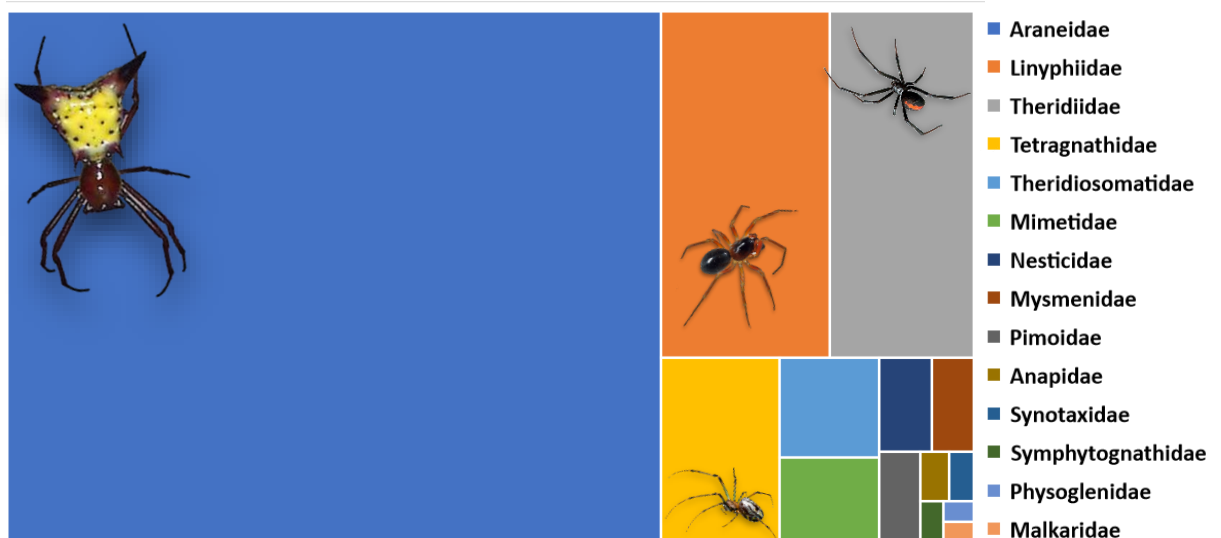 Araneidae
Linyphiidae
Theridiidae
Tetragnathidae
Theridiosomatidae
Mimetidae
Nesticidae
Mysmenidae
Pimoidae
Anapidae
Synotaxidae
Symphytognathidae
Physoglenidae
Malkaridae